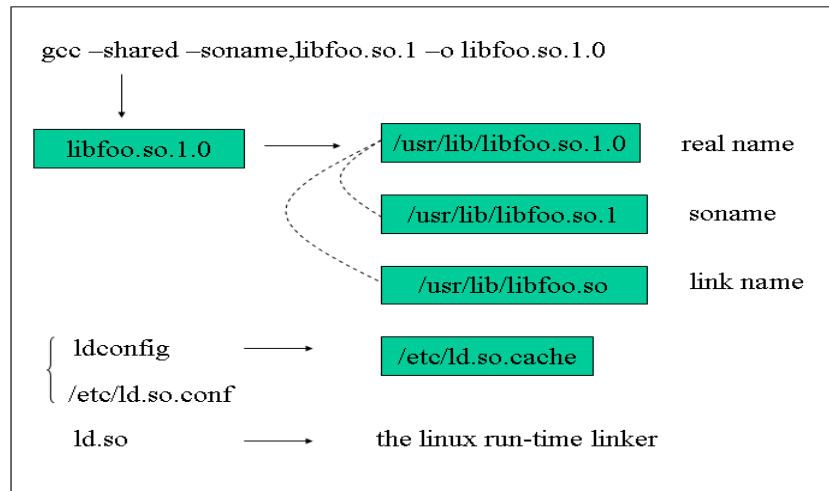 gcc –shared –soname,libfoo.so.1 –o libfoo.so.1.0
libfoo.so.1.0
/usr/lib/libfoo.so.1.0
real name
/usr/lib/libfoo.so.1
soname
/usr/lib/libfoo.so
link name
ldconfig
/etc/ld.so.cache
/etc/ld.so.conf
ld.so
the linux run-time linker